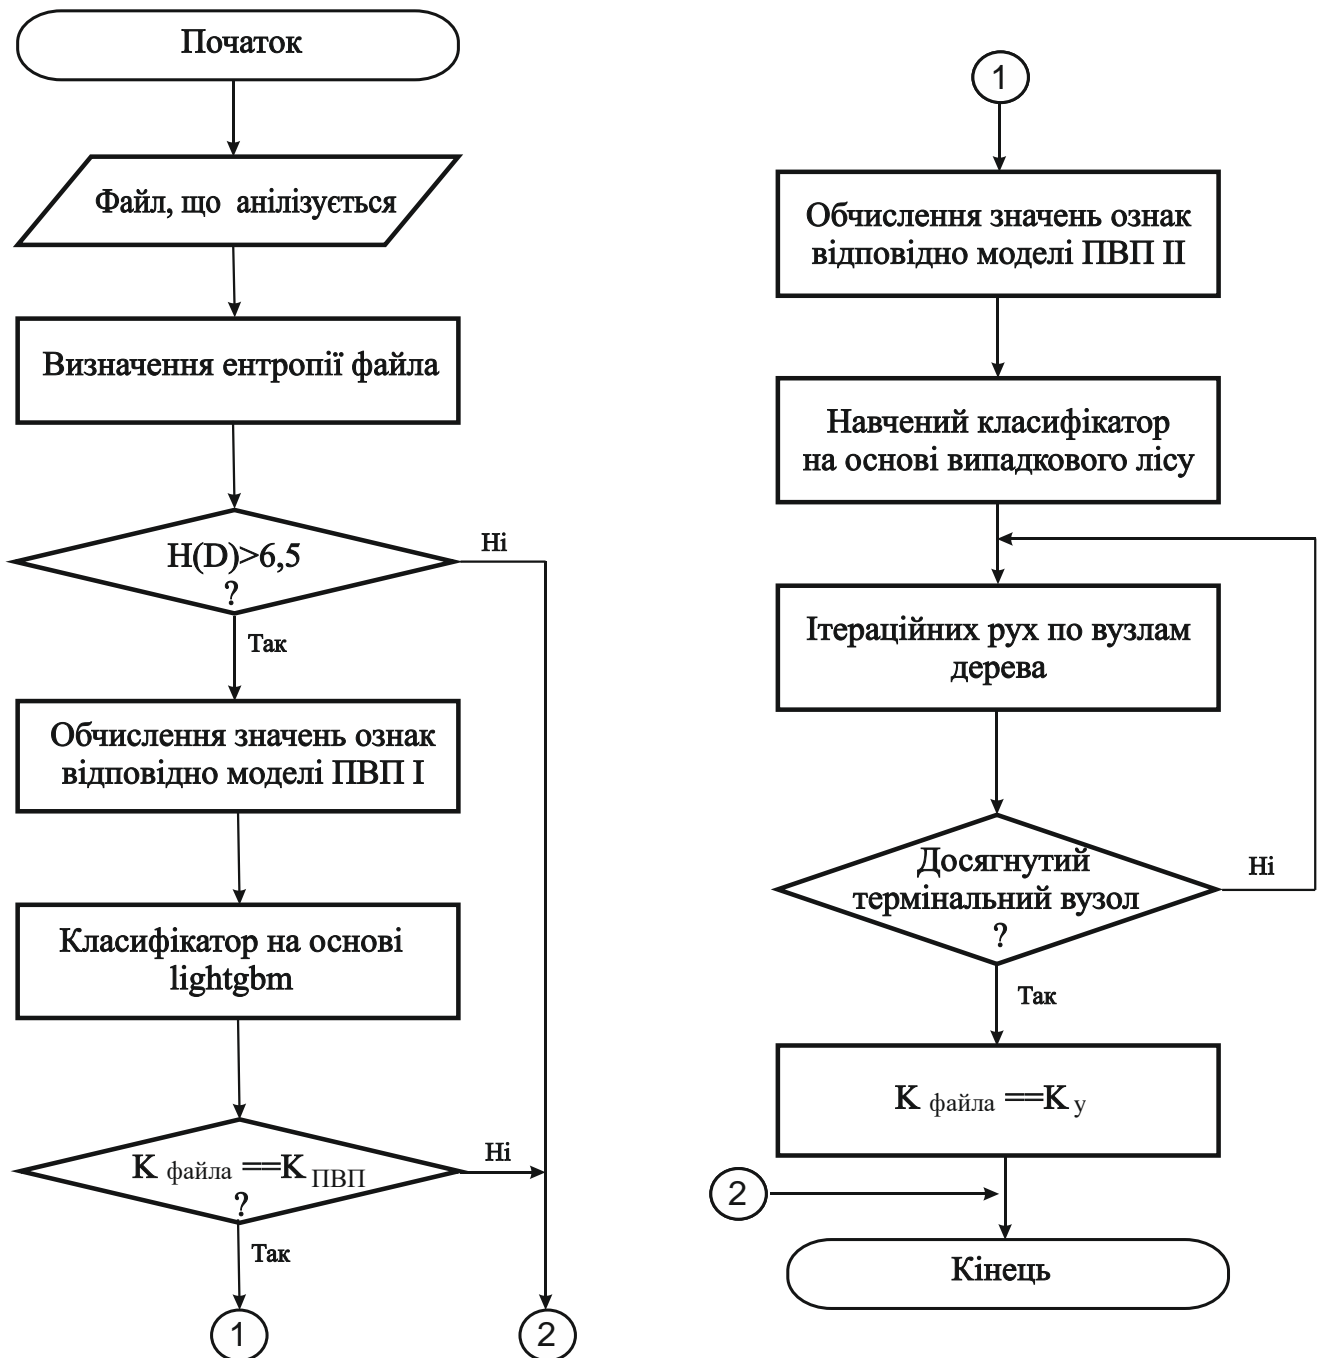 Початок
Файл, що анілізується
Визначення ентропії файла
H(D)>6,5
?
Ні
Так
Обчислення значень ознак
відповідно моделі ПВП I
Класифікатор на основі
lightgbm
K файла ==K ПВП
?
Ні
Так
1
2
1
Обчислення значень ознак
відповідно моделі ПВП II
Навчений класифікатор
на основі випадкового лісу
Ітераційних рух по вузлам
дерева
Досягнутий
термінальний вузол
?
Ні
Так
K файла ==K у
2
Кінець